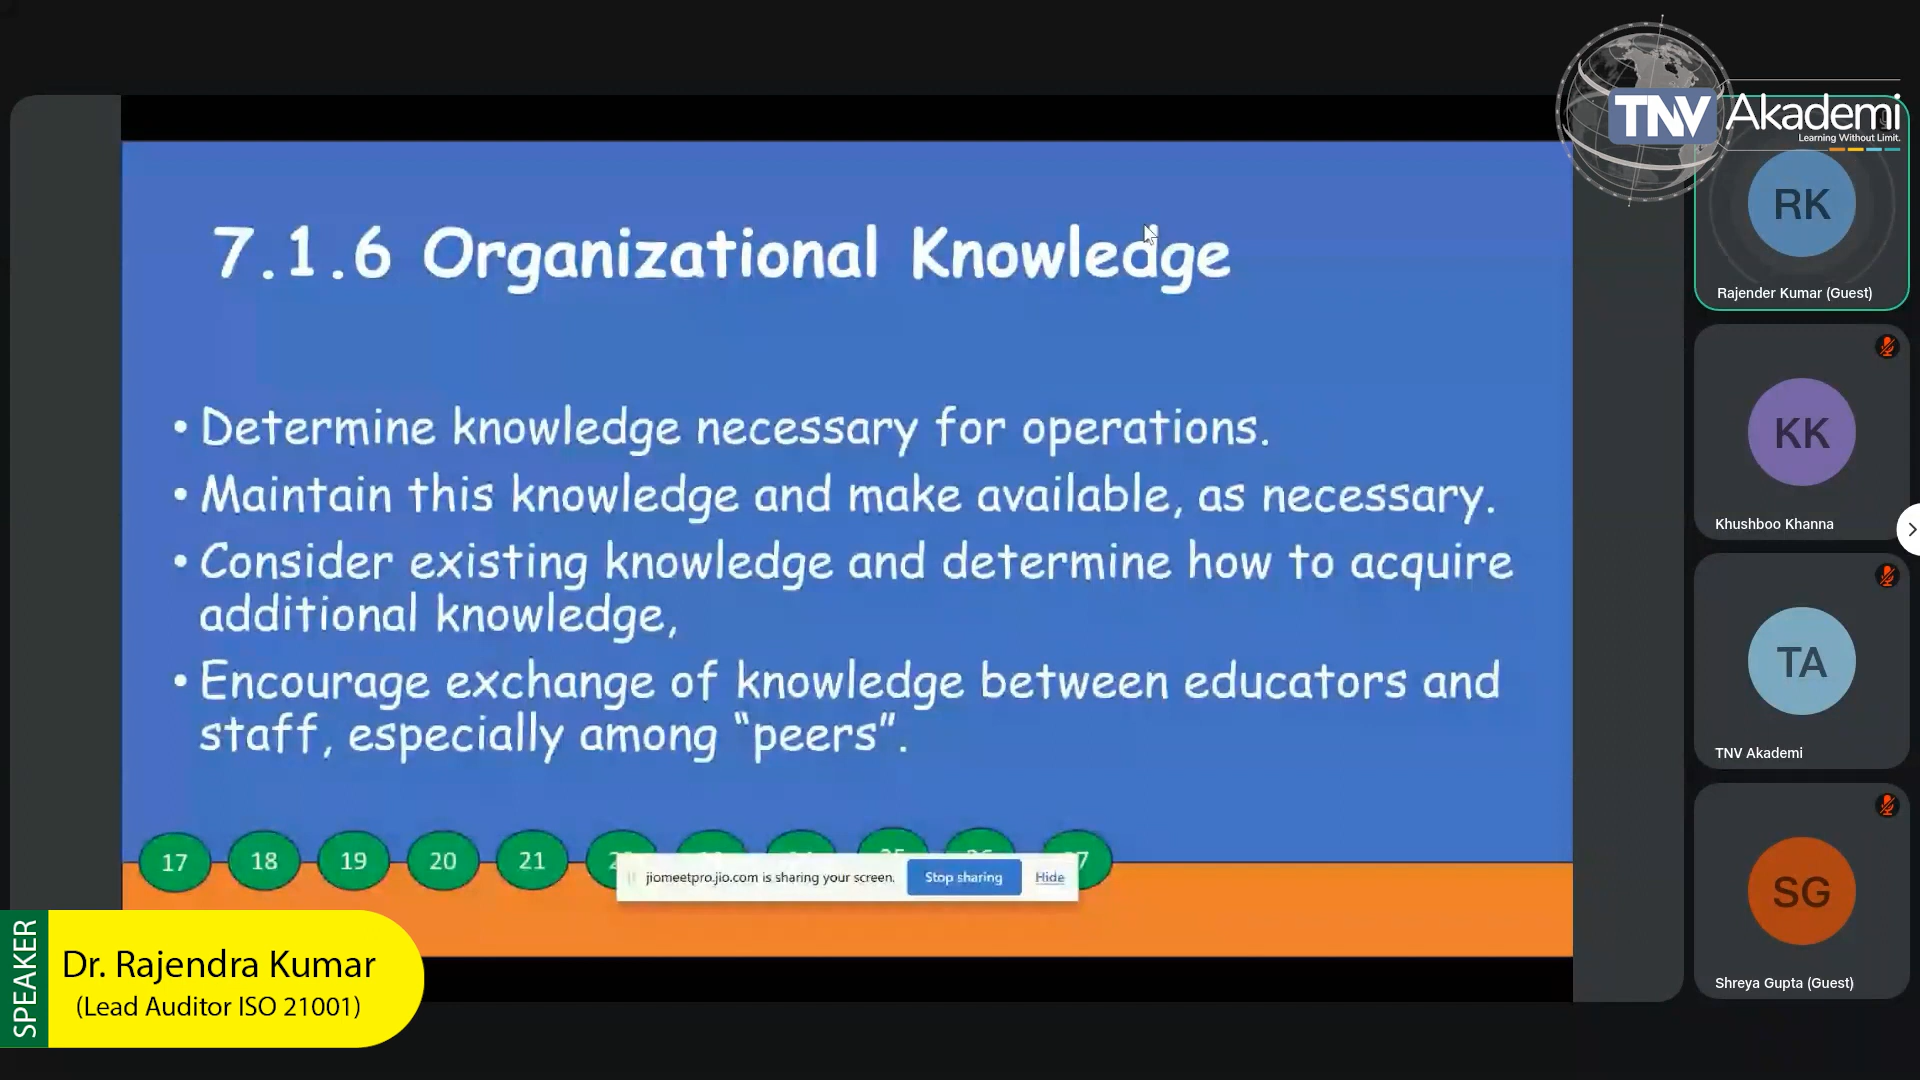 TNV Akademi
Learning Without Limit.
7.1.6 Organizational Knowledge
• Determine knowledge necessary for operations.
• Maintain this knowledge and make available, as necessary.
• Consider existing knowledge and determine how to acquire
additional knowledge,
• Encourage exchange of knowledge between educators and
staff, especially among “peers”.
17 18 19 20 21
jiomeetpro.jio.com is sharing your screen. Stop sharing Hide
SPEAKER
Dr. Rajendra Kumar
(Lead Auditor ISO 21001)
RK
Rajender Kumar (Guest)
KK
Khushboo Khanna
TA
TNV Akademi
SG
Shreya Gupta (Guest)